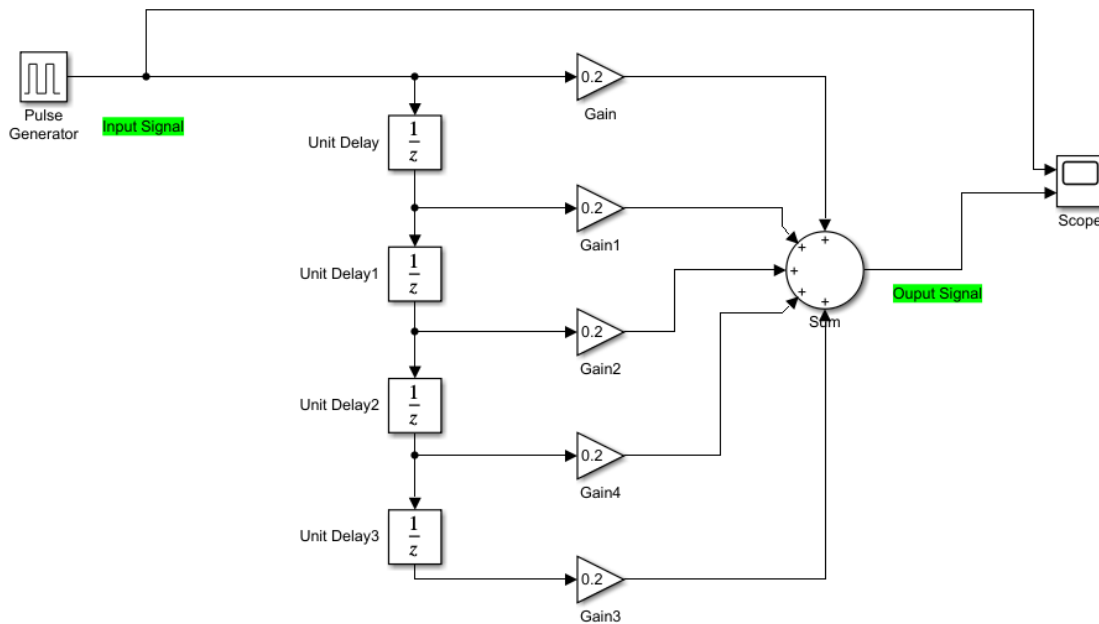 0.2
Gain
Pulse
Generator
Input Signal
Unit Delay
1
z
0.2
Gain1
+
+
+
+
+
Sum
Scope
Unit Delay1
1
z
Ouput Signal
0.2
Gain2
Unit Delay2
1
z
0.2
Gain4
Unit Delay3
1
z
0.2
Gain3